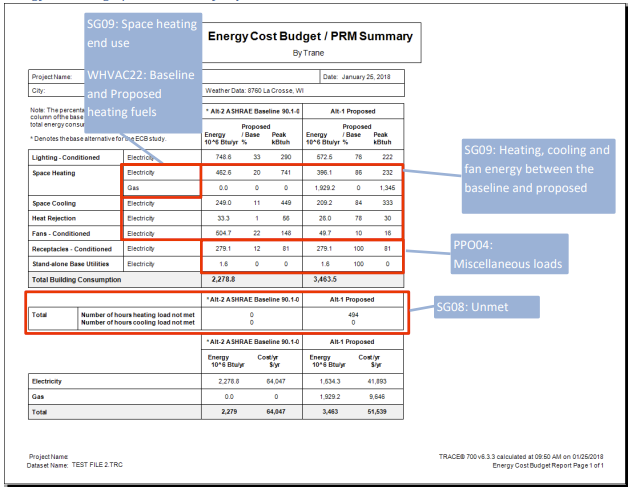 SG09: Space heating
end use
WHVAC22: Baseline
and Proposed
heating fuels
Energy Cost Budget / PRM Summary
By Trane
Project Name:
Date: January 25, 2018
City:
Weather Data: 8760 La Crosse, WI
Note: The percenta
column of the base
total energy consu
* Denotes the base alternative for the ECB study.
* Alt-2 ASHRAE Baseline 90.1-0 Alt-1 Proposed
Energy 10^6 Btu/yr Proposed / Base % Peak kBtuh Energy 10^6 Btu/yr Proposed / Base % Peak kBtuh
Lighting - Conditioned Electricity 748.6 33 290 572.5 76 222
Space Heating Electricity 462.6 20 741 396.1 86 232
Gas 0.0 0 0 1,929.2 0 1,345
Space Cooling Electricity 249.0 11 449 209.2 84 333
Heat Rejection Electricity 33.3 1 56 26.0 78 30
Fans - Conditioned Electricity 504.7 22 148 49.7 10 16
Receptacles - Conditioned Electricity 279.1 12 81 279.1 100 81
Stand-alone Base Utilities Electricity 1.6 0 0 1.6 100 0
Total Building Consumption 2,278.8 3,463.5
SG09: Heating, cooling and
fan energy between the
baseline and proposed
PPO04:
Miscellaneous loads
SG08: Unmet
* Alt-2 ASHRAE Baseline 90.1-0 Alt-1 Proposed
Total Number of hours heating load not met 0 494
Number of hours cooling load not met 0 0
* Alt-2 ASHRAE Baseline 90.1-0 Alt-1 Proposed
Energy 10^6 Btu/yr Cost/yr $/yr Energy 10^6 Btu/yr Cost/yr $/yr
Electricity 2,278.8 64,047 1,534.3 41,893
Gas 0.0 0 1,929.2 9,646
Total 2,279 64,047 3,463 51,539
Project Name
Dataset Name: TEST FILE 2.TRC
TRACE® 700 v6.3.3 calculated at 09:50 AM on 01/25/2018
Energy Cost Budget Report Page 1 of 1